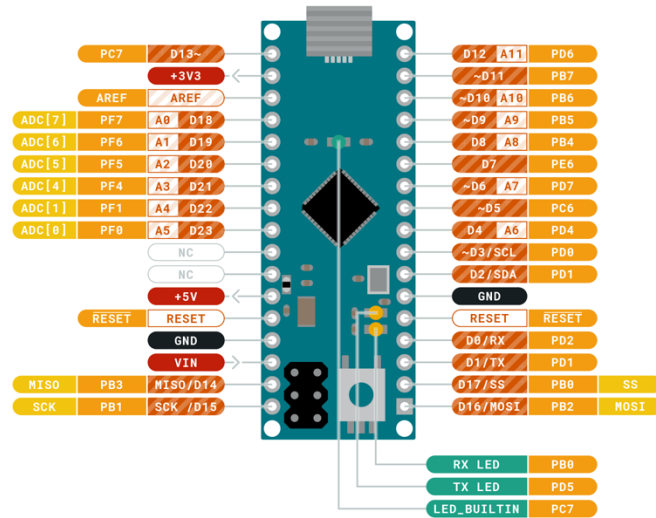 PC7 D13~ D12 A11 PD6
+3V3 ~D11 PB7
AREF AREF ~D10 A10 PB6
ADC[7] PF7 A0 D18 ~D9 A9 PB5
ADC[6] PF6 A1 D19 D8 A8 PB4
ADC[5] PF5 A2 D20 D7 PE6
ADC[4] PF4 A3 D21 ~D6 A7 PD7
ADC[1] PF1 A4 D22 ~D5 PC6
ADC[0] PF0 A5 D23 D4 A6 PD4
NC ~D3/SCL PD0
NC D2/SDA PD1
+5V GND
RESET RESET RESET RESET
GND D0/RX PD2
VIN D1/TX PD1
MISO PB3 MISO/D14 D17/SS PB0 SS
SCK PB1 SCK /D15 D16/MOSI PB2 MOSI
RX LED PB0
TX LED PD5
LED_BUILTIN PC7